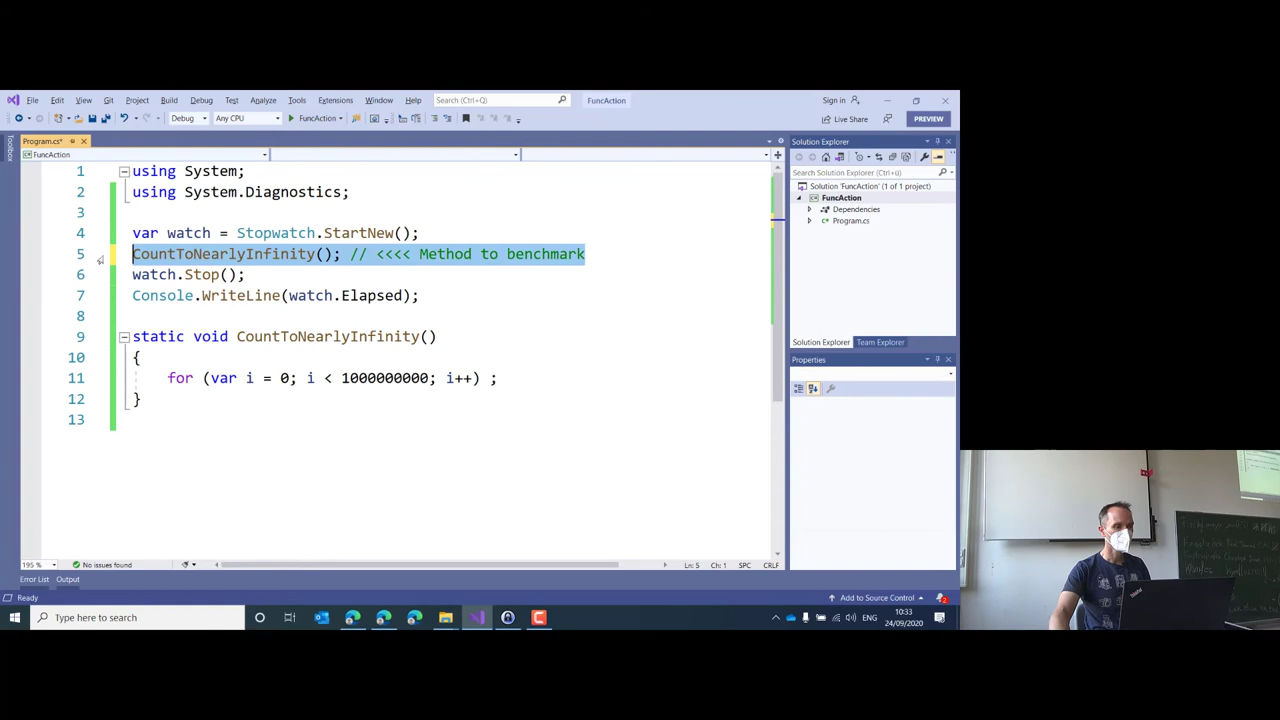 File Edit View Git Project Build Debug Test Analyze Tools Extensions Window Help Search (Ctrl+Q) FuncAction Sign in
Debug Any CPU FuncAction Live Share PREVIEW
Toolbox
Program.cs*
FuncAction
1 using System;
2 using System.Diagnostics;
3
4 var watch = Stopwatch.StartNew();
5 CountToNearlyInfinity(); // <<<< Method to benchmark
6 watch.Stop();
7 Console.WriteLine(watch.Elapsed);
8
9 static void CountToNearlyInfinity()
10 {
11 for (var i = 0; i < 1000000000; i++) ;
12 }
13
195 % No issues found Ln: 5 Ch: 1 SPC CRLF
Error List Output
Ready Add to Source Control 2
Solution Explorer
Search Solution Explorer (Ctrl+ü)
Solution 'FuncAction' (1 of 1 project)
FuncAction
Dependencies
Program.cs
Solution Explorer Team Explorer
Properties
Type here to search
ENG
10:33
24/09/2020
ThinkPad